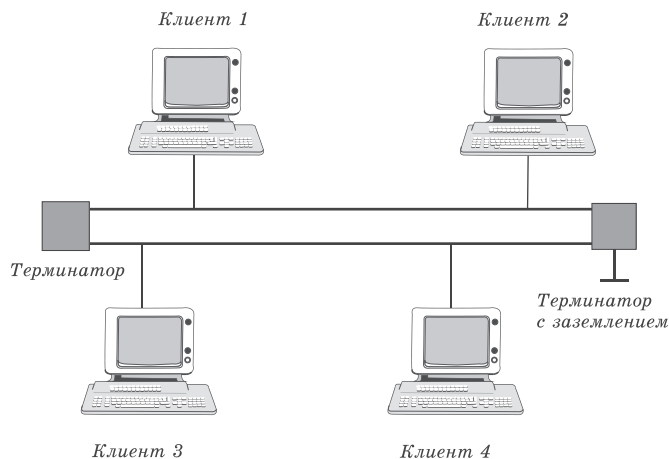 Клиент 1
Клиент 2
Терминатор
Терминатор
с заземлением
Клиент 3
Клиент 4